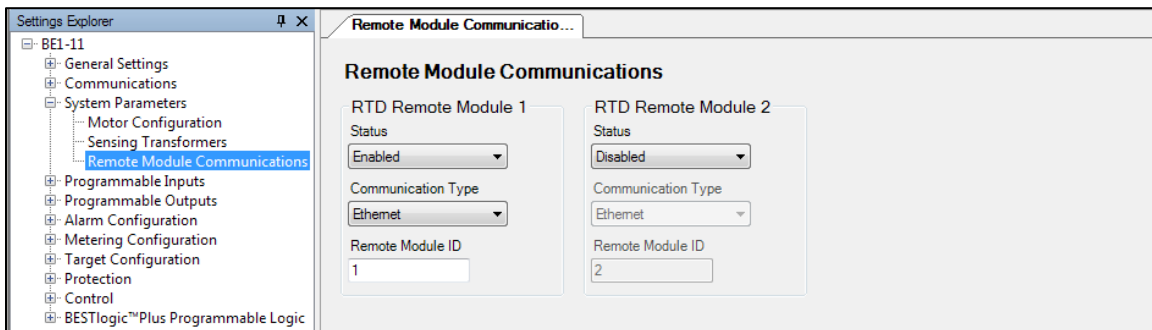 Settings Explorer
BE1-11
General Settings
Communications
System Parameters
Motor Configuration
Sensing Transformers
Remote Module Communications
Programmable Inputs
Programmable Outputs
Alarm Configuration
Metering Configuration
Target Configuration
Protection
Control
BESTlogic™Plus Programmable Logic
Remote Module Communicatio...
Remote Module Communications
RTD Remote Module 1
Status
Enabled
Communication Type
Ethernet
Remote Module ID
1
RTD Remote Module 2
Status
Disabled
Communication Type
Ethernet
Remote Module ID
2